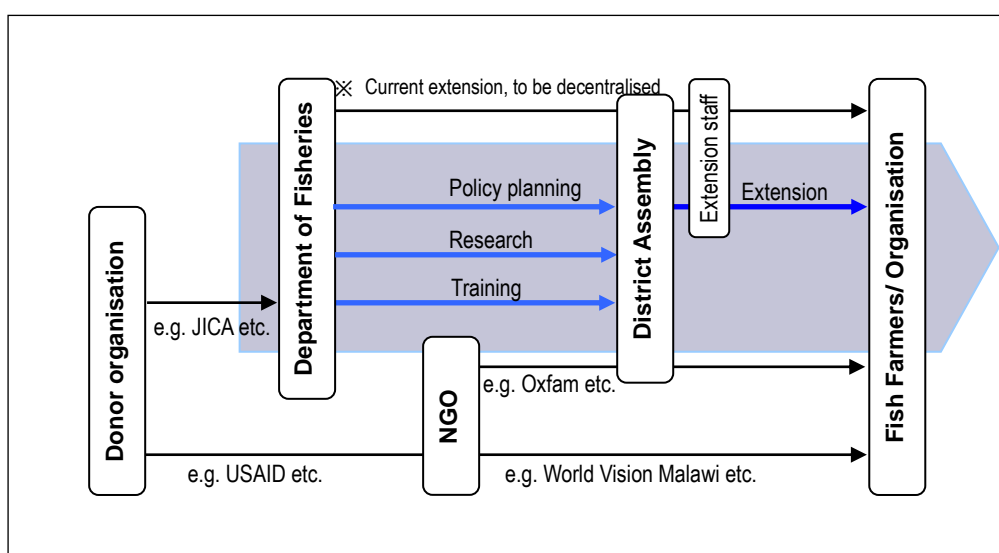 ※ Current extension, to be decentralised
Donor organisation
Department of Fisheries
District Assembly
Extension staff
Fish Farmers/ Organisation
Policy planning
Extension
Research
Training
e.g. JICA etc.
NGO
e.g. Oxfam etc.
e.g. USAID etc.
e.g. World Vision Malawi etc.